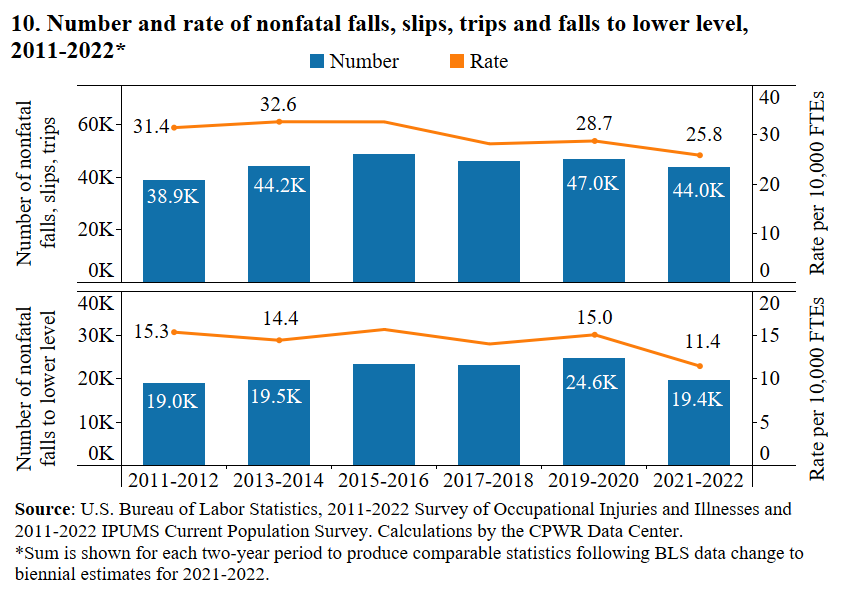 10. Number and rate of nonfatal falls, slips, trips and falls to lower level,
2011-2022*
Number Rate
Number of nonfatal
falls, slips, trips
60K
40K
20K
0K
31.4
32.6
28.7
25.8
38.9K
44.2K
47.0K
44.0K
40
30
20
10
0
Rate per 10,000 FTEs
Number of nonfatal
falls to lower level
40K
30K
20K
10K
0K
15.3
14.4
15.0
11.4
19.0K
19.5K
24.6K
19.4K
20
15
10
5
0
Rate per 10,000 FTEs
2011-2012 2013-2014 2015-2016 2017-2018 2019-2020 2021-2022
Source: U.S. Bureau of Labor Statistics, 2011-2022 Survey of Occupational Injuries and Illnesses and
2011-2022 IPUMS Current Population Survey. Calculations by the CPWR Data Center.
*Sum is shown for each two-year period to produce comparable statistics following BLS data change to
biennial estimates for 2021-2022.